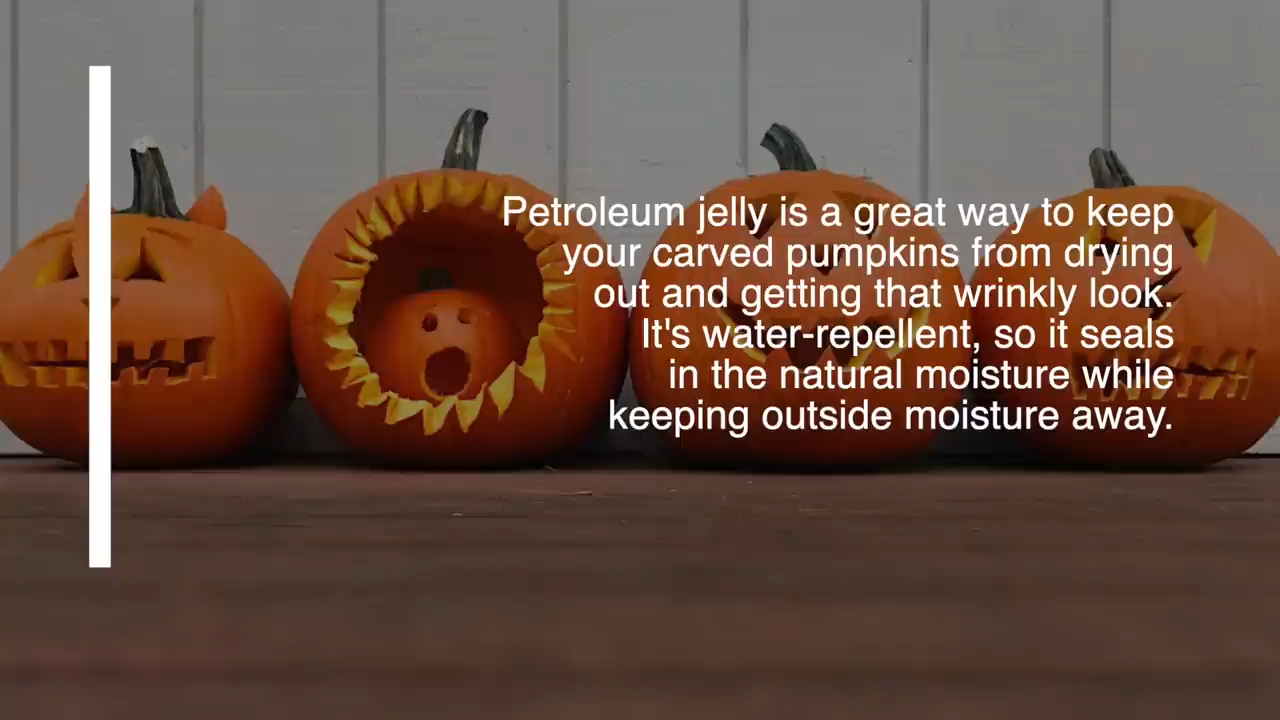 Petroleum jelly is a great way to keep
your carved pumpkins from drying
out and getting that wrinkly look.
It's water-repellent, so it seals
in the natural moisture while
keeping outside moisture away.